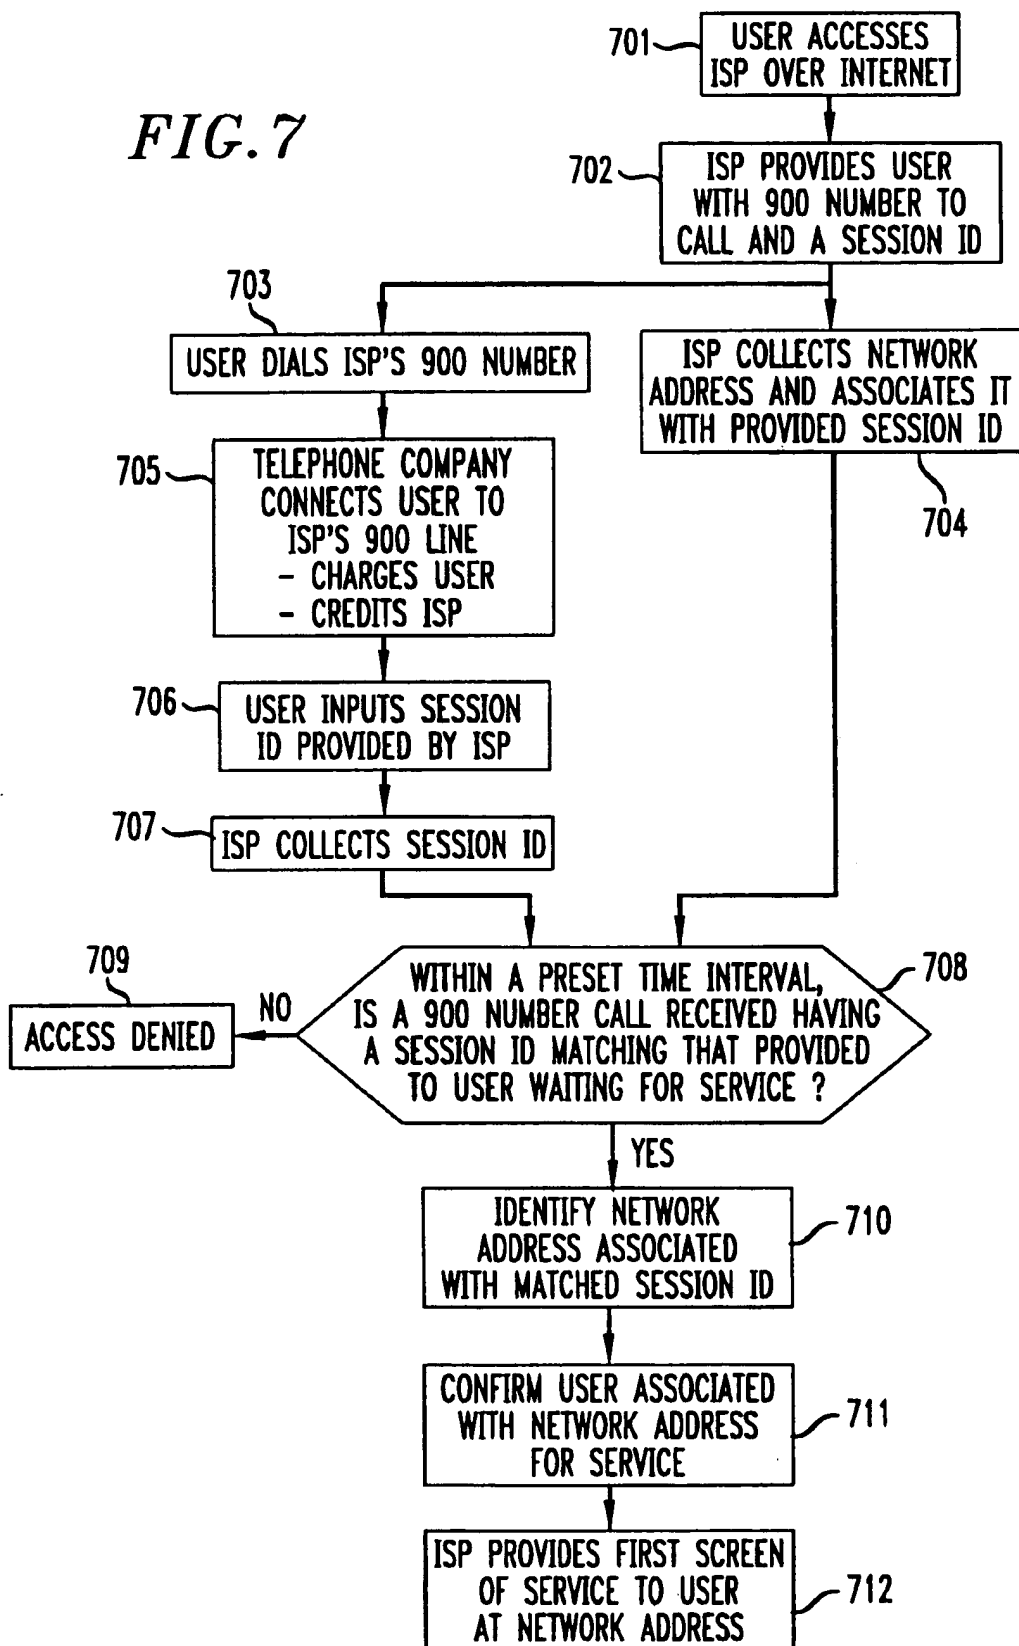 FIG. 7
701
USER ACCESSES
ISP OVER INTERNET
702
ISP PROVIDES USER
WITH 900 NUMBER TO
CALL AND A SESSION ID
703
USER DIALS ISP'S 900 NUMBER
ISP COLLECTS NETWORK
ADDRESS AND ASSOCIATES IT
WITH PROVIDED SESSION ID
704
705
TELEPHONE COMPANY
CONNECTS USER TO
ISP'S 900 LINE
- CHARGES USER
- CREDITS ISP
706
USER INPUTS SESSION
ID PROVIDED BY ISP
707
ISP COLLECTS SESSION ID
708
WITHIN A PRESET TIME INTERVAL,
IS A 900 NUMBER CALL RECEIVED HAVING
A SESSION ID MATCHING THAT PROVIDED
TO USER WAITING FOR SERVICE ?
NO
709
ACCESS DENIED
YES
IDENTIFY NETWORK
ADDRESS ASSOCIATED
WITH MATCHED SESSION ID
710
CONFIRM USER ASSOCIATED
WITH NETWORK ADDRESS
FOR SERVICE
711
ISP PROVIDES FIRST SCREEN
OF SERVICE TO USER
AT NETWORK ADDRESS
712